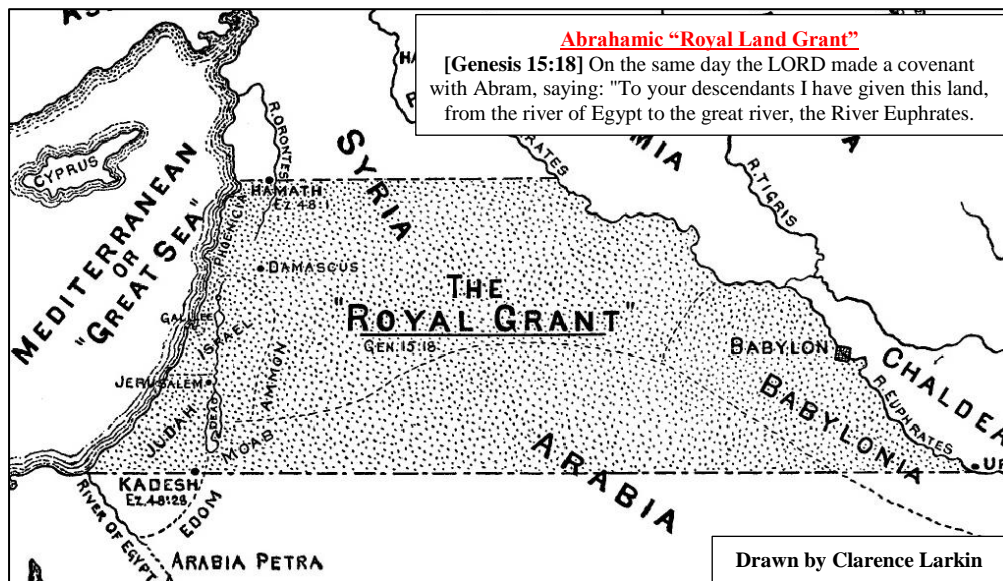 Abrahamic “Royal Land Grant”
[Genesis 15:18] On the same day the LORD made a covenant
with Abram, saying: "To your descendants I have given this land,
from the river of Egypt to the great river, the River Euphrates.
CYPRUS
MEDITERRANEAN
OR
"GREAT SEA"
R.ORONTES
SYRIA
HAMATH
EZ.48:1
PHOENICIA
DAMASCUS
R.TIGRIS
THE
"ROYAL GRANT"
GEN.15:18
GALILEE
ISRAEL
JERUSALEM
AMMON
DEAD
JUDAH
MOAB
BABYLON
CHALDEA
BABYLONIA
R.EUPHRATES
UR
ARABIA
KADESH
EZ.48:28
EDOM
RIVER OF EGYPT
ARABIA PETRA
Drawn by Clarence Larkin